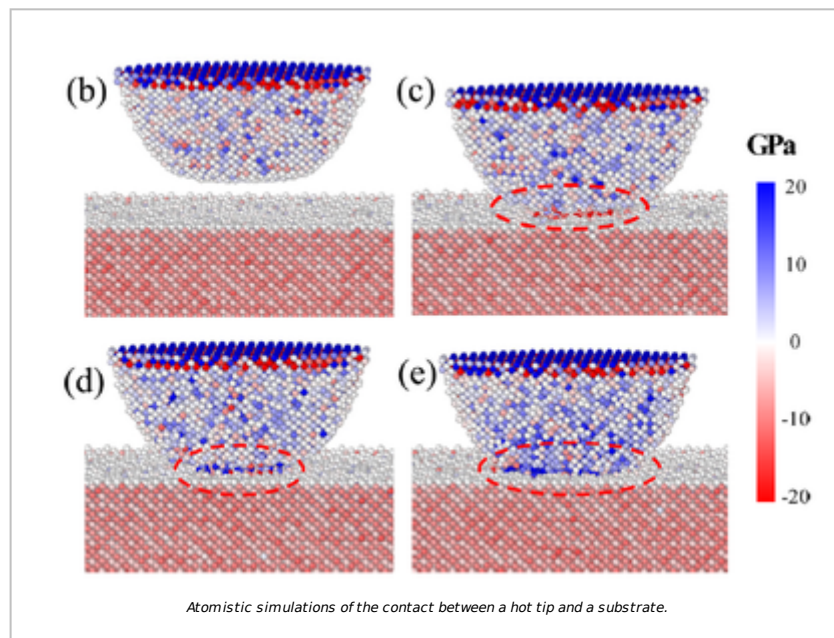 (b)
(c)
GPa
20
10
0
-10
-20
(d)
(e)
Atomistic simulations of the contact between a hot tip and a substrate.